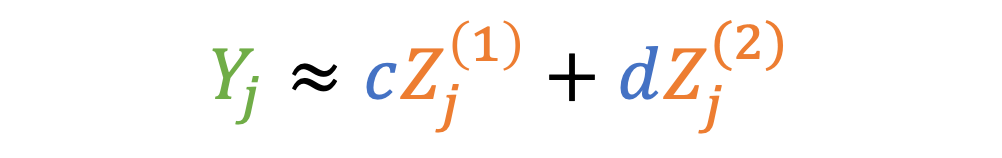 Y_j ≈ cZ_j^{(1)} + dZ_j^{(2)}